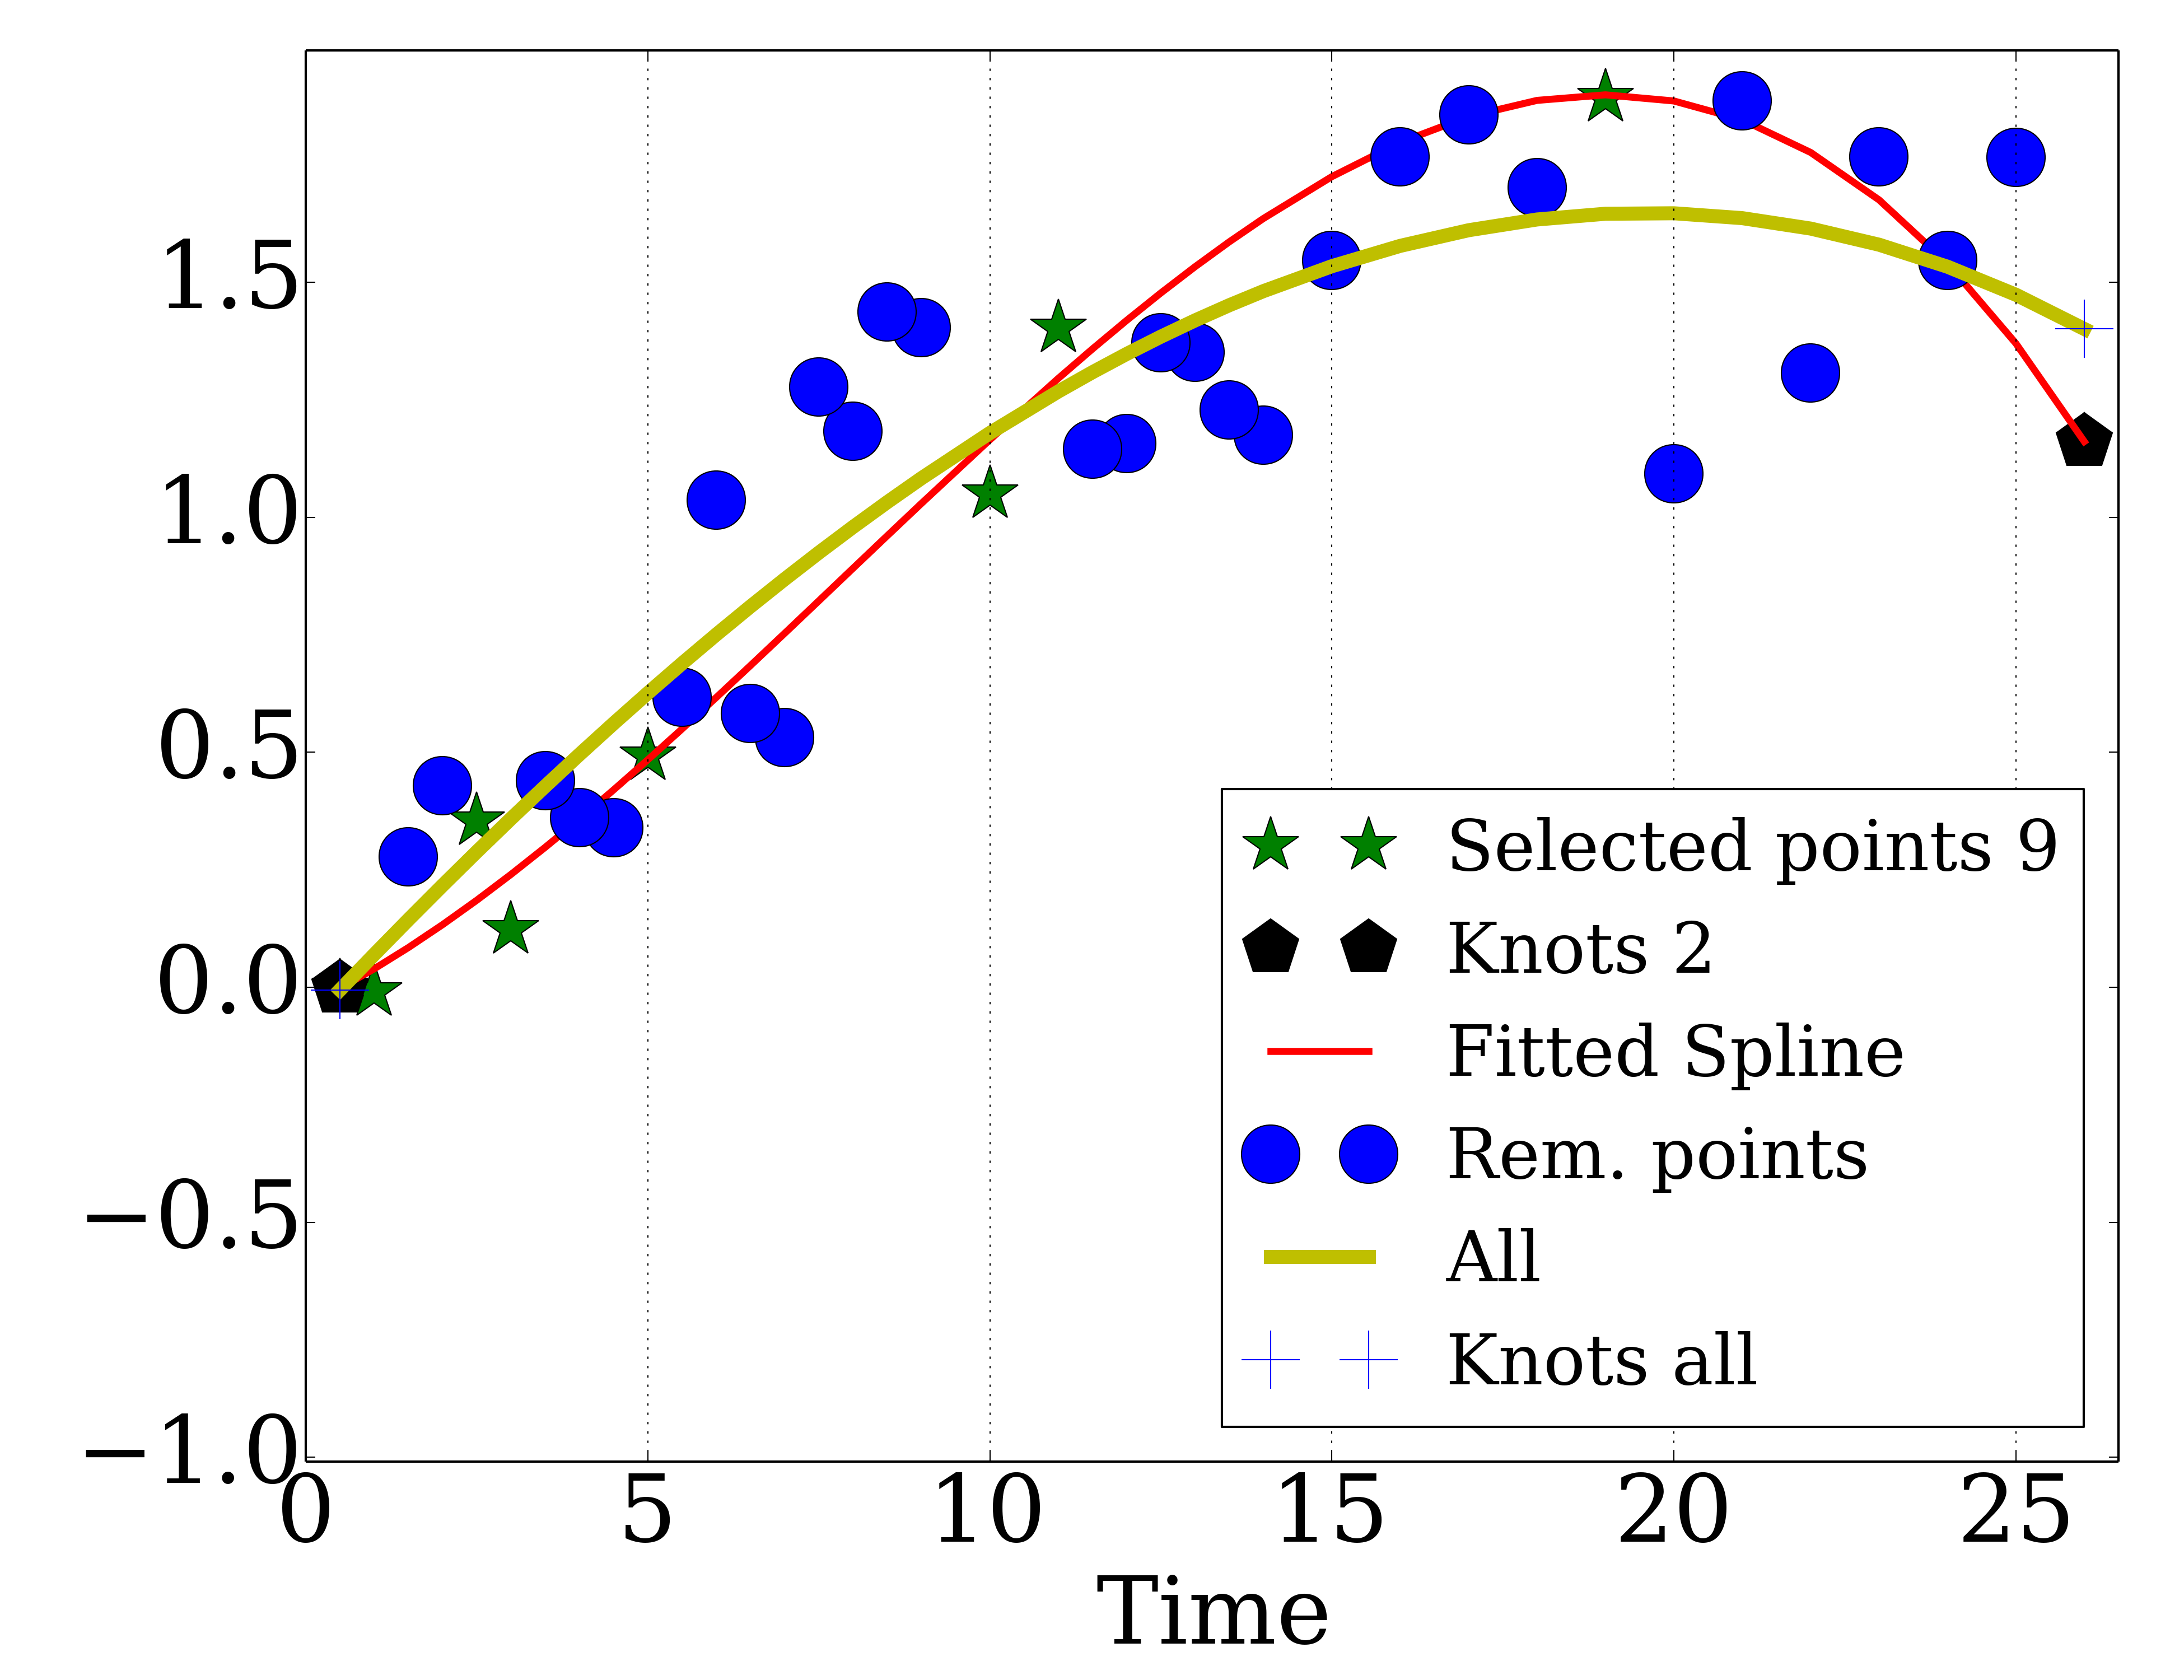 1.5
1.0
0.5
0.0
−0.5
−1.0
0 5 10 15 20 25
Time
Selected points 9
Knots 2
Fitted Spline
Rem. points
All
Knots all